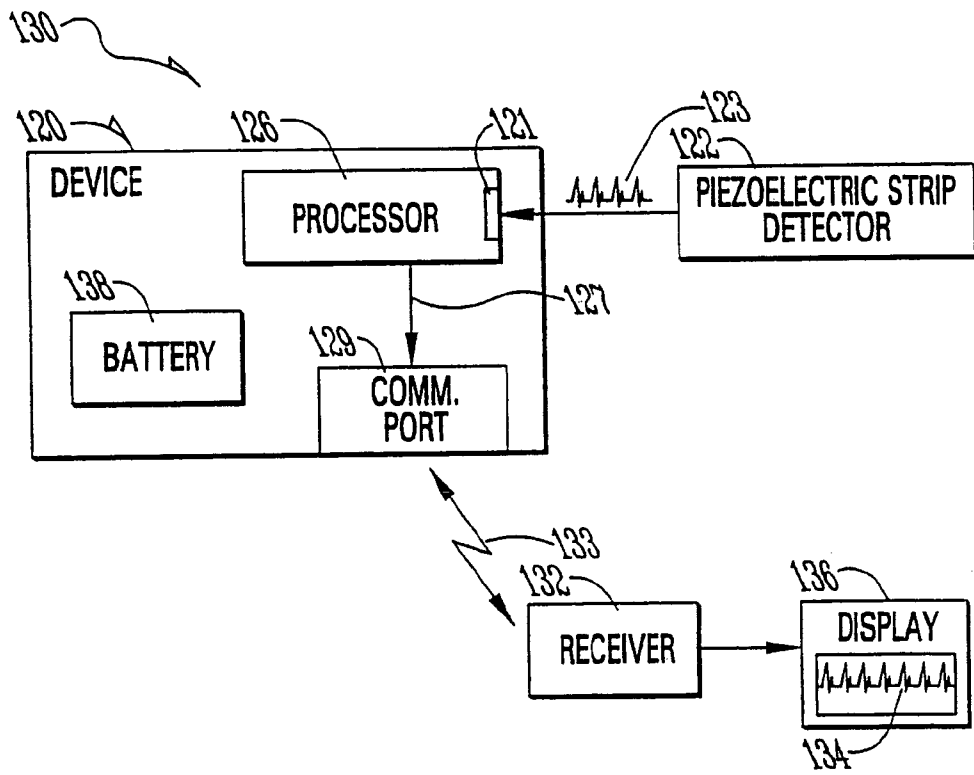 130
120
126
121
123
122
DEVICE
PROCESSOR
PIEZOELECTRIC STRIP
DETECTOR
138
127
BATTERY
129
COMM.
PORT
133
132
136
RECEIVER
DISPLAY
134